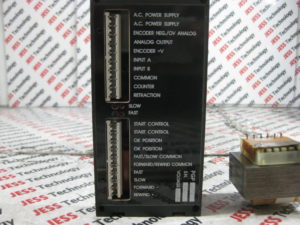 A.C. POWER SUPPLY
A.C. POWER SUPPLY
ENCODER NEG./OV ANALOG
ANALOG OUTPUT
ENCODER +V
INPUT A
INPUT B
COMMON
COUNTER
RETRACTION
SLOW
FAST
START CONTROL
START CONTROL
OK POSITION
OK POSITION
FAST/SLOW COMMON
FORWARD/REWIND COMMON
FAST
SLOW
FORWARD -
REWIND -
JESS Technology